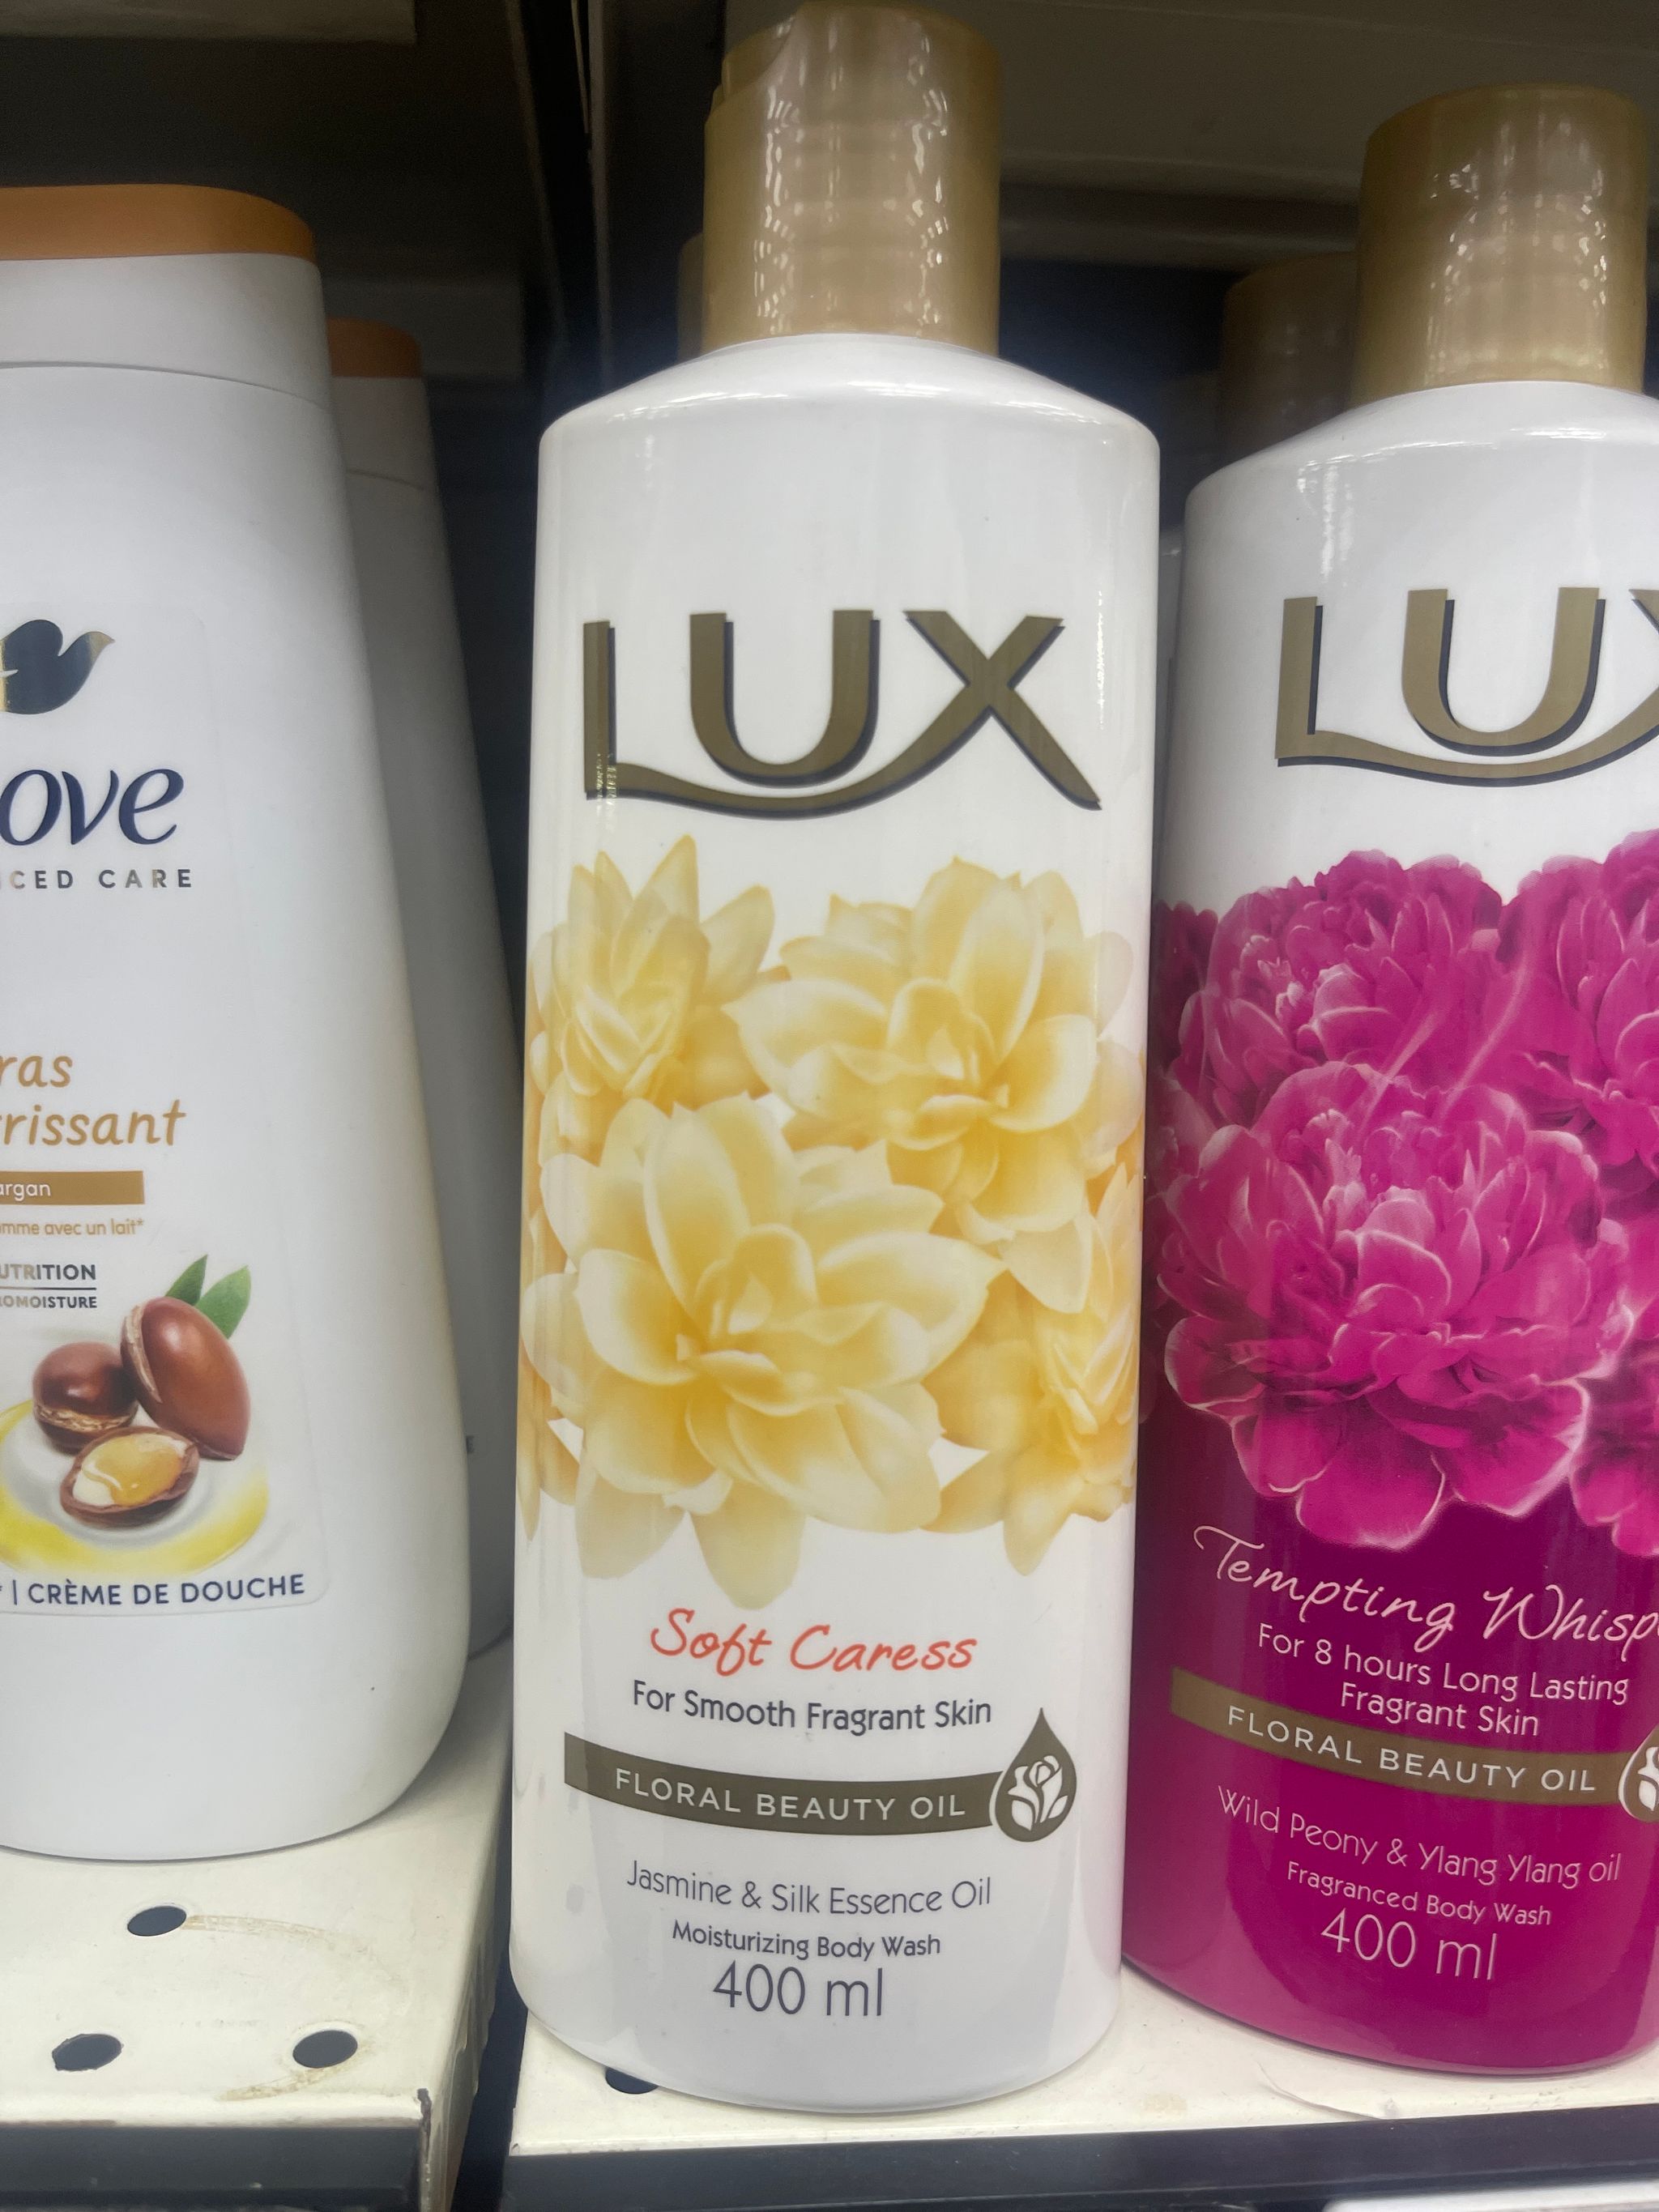 ove
CED CARE
ras
rissant
argan
mme avec un lait*
UTRITION
OMOISTURE
| CRÈME DE DOUCHE
LUX
Soft Caress
For Smooth Fragrant Skin
FLORAL BEAUTY OIL
Jasmine & Silk Essence Oil
Moisturizing Body Wash
400 ml
LUX
Tempting Whisp
For 8 hours Long Lasting
Fragrant Skin
FLORAL BEAUTY OIL
Wild Peony & Ylang Ylang oil
Fragranced Body Wash
400 ml